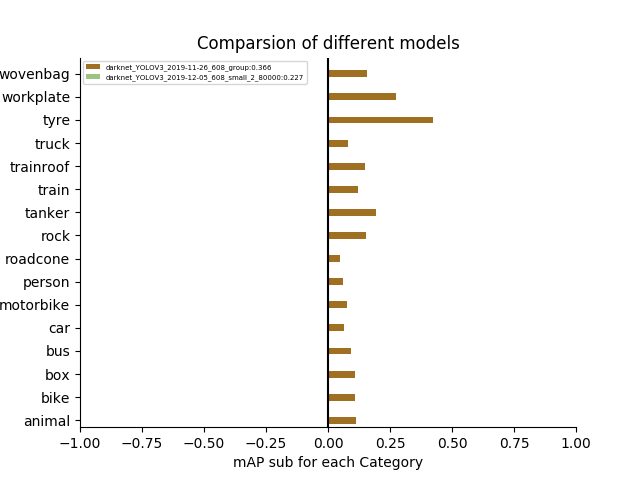 Comparsion of different models
darknet_YOLOV3_2019-11-26_608_group:0.366
darknet_YOLOV3_2019-12-05_608_small_2_80000:0.227
wovenbag
workplate
tyre
truck
trainroof
train
tanker
rock
roadcone
person
motorbike
car
bus
box
bike
animal
−1.00 −0.75 −0.50 −0.25 0.00 0.25 0.50 0.75 1.00
mAP sub for each Category